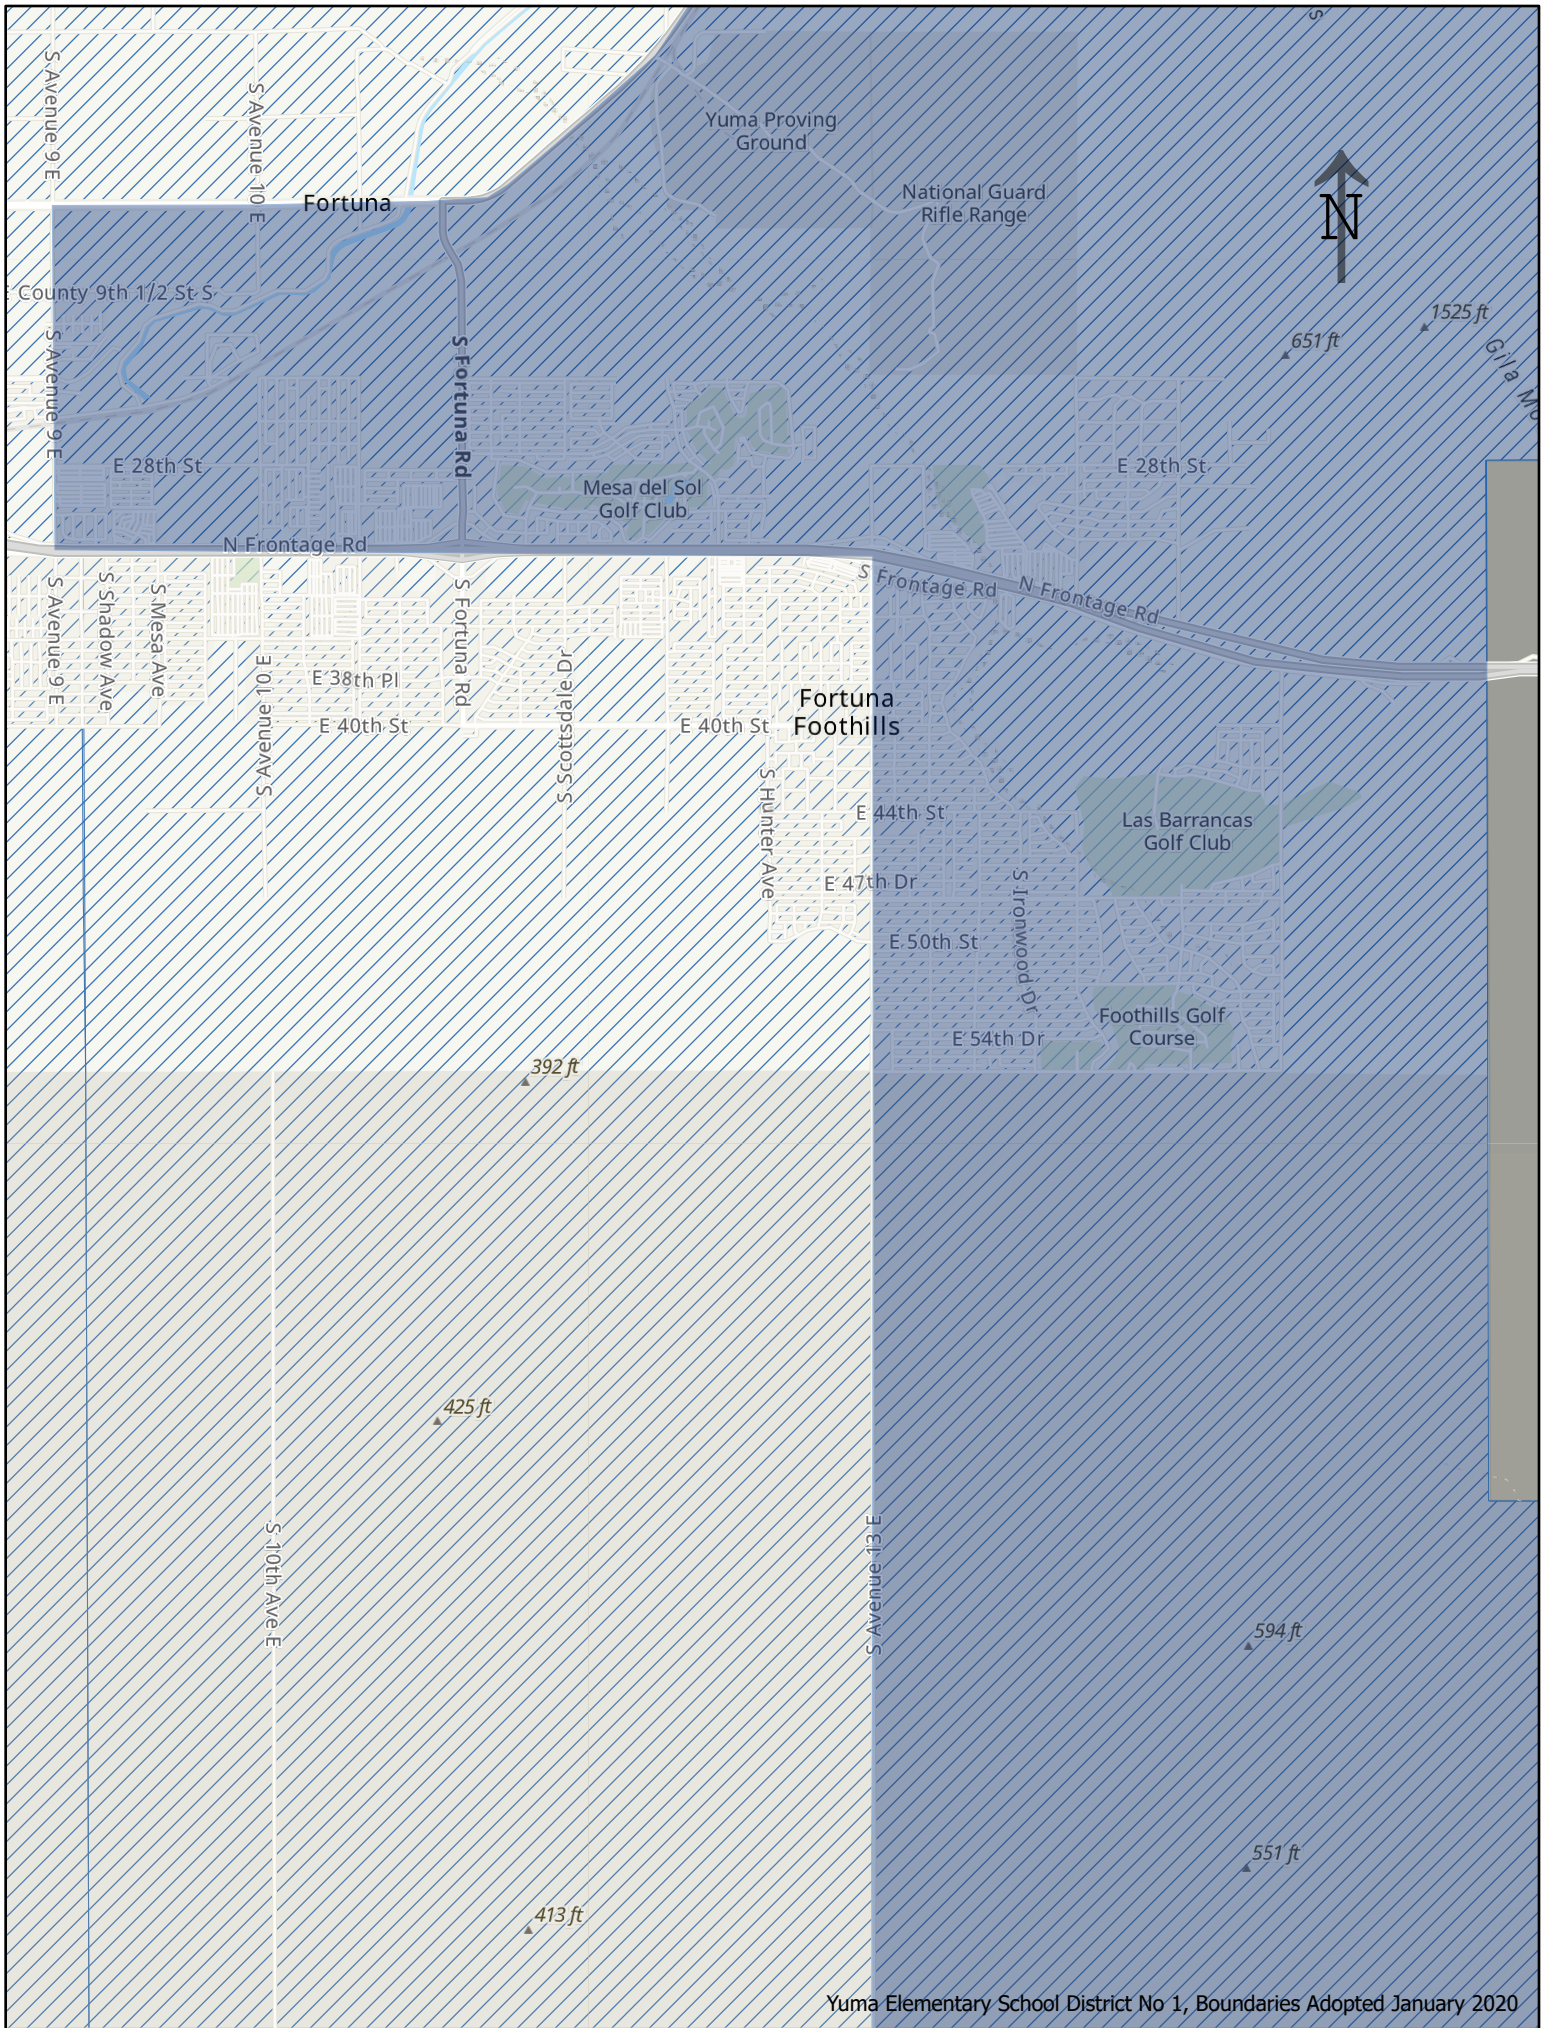 S
S Avenue 9 E
S Avenue 10 E
Yuma Proving
Ground
National Guard
Rifle Range
N
Fortuna
E County 9th 1/2 St S
S Avenue 9 E
S Fortuna Rd
1525 ft
651 ft
Gila Mo
E 28th St
Mesa del Sol
Golf Club
E 28th St
N Frontage Rd
S Frontage Rd
N Frontage Rd
S Avenue 9 E
S Shadow Ave
S Mesa Ave
S Avenue 10 E
S Fortuna Rd
S Scottsdale Dr
E 38th Pl
E 40th St
E 40th St
Fortuna
Foothills
S Hunter Ave
E 44th St
Las Barrancas
Golf Club
E 47th Dr
S Ironwood Dr
E 50th St
Foothills Golf
Course
E 54th Dr
392 ft
425 ft
S 10th Ave E
S Avenue 13 E
594 ft
551 ft
413 ft
Yuma Elementary School District No 1, Boundaries Adopted January 2020